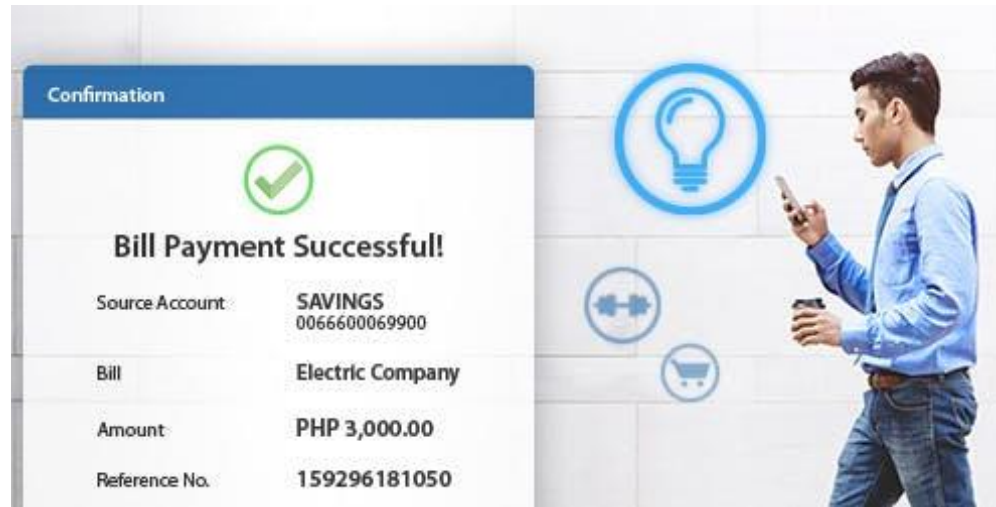 Confirmation
Bill Payment Successful!
Source Account SAVINGS
0066600069900
Bill Electric Company
Amount PHP 3,000.00
Reference No. 159296181050